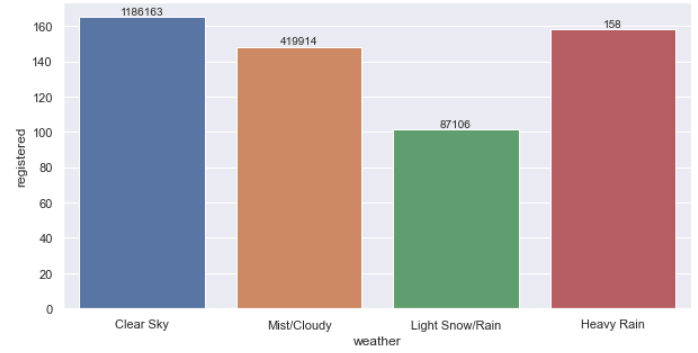 1186163
158
160
419914
140
120
87106
100
registered
80
60
40
20
0
Clear Sky
Mist/Cloudy
Light Snow/Rain
Heavy Rain
weather